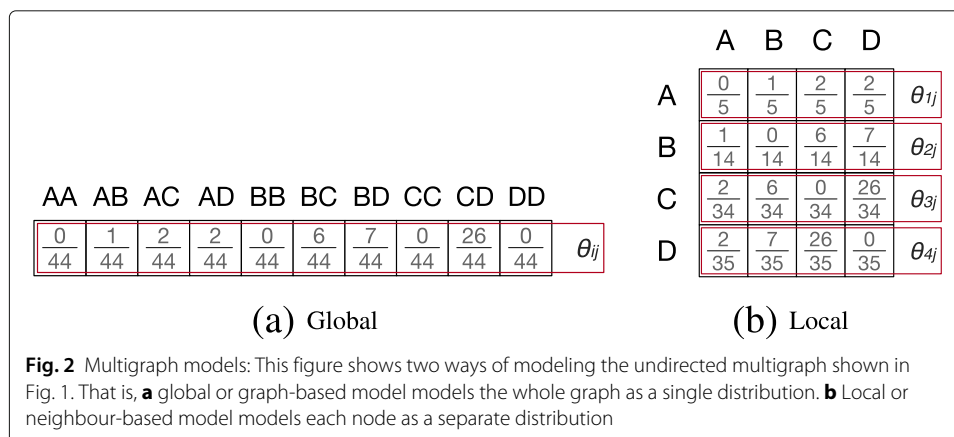 A B C D
A 0/5 1/5 2/5 2/5 θ1j
B 1/14 0/14 6/14 7/14 θ2j
C 2/34 6/34 0/34 26/34 θ3j
D 2/35 7/35 26/35 0/35 θ4j
AA AB AC AD BB BC BD CC CD DD
0/44 1/44 2/44 2/44 0/44 6/44 7/44 0/44 26/44 0/44 θij
(a) Global
(b) Local
Fig. 2 Multigraph models: This figure shows two ways of modeling the undirected multigraph shown in
Fig. 1. That is, a global or graph-based model models the whole graph as a single distribution. b Local or
neighbour-based model models each node as a separate distribution